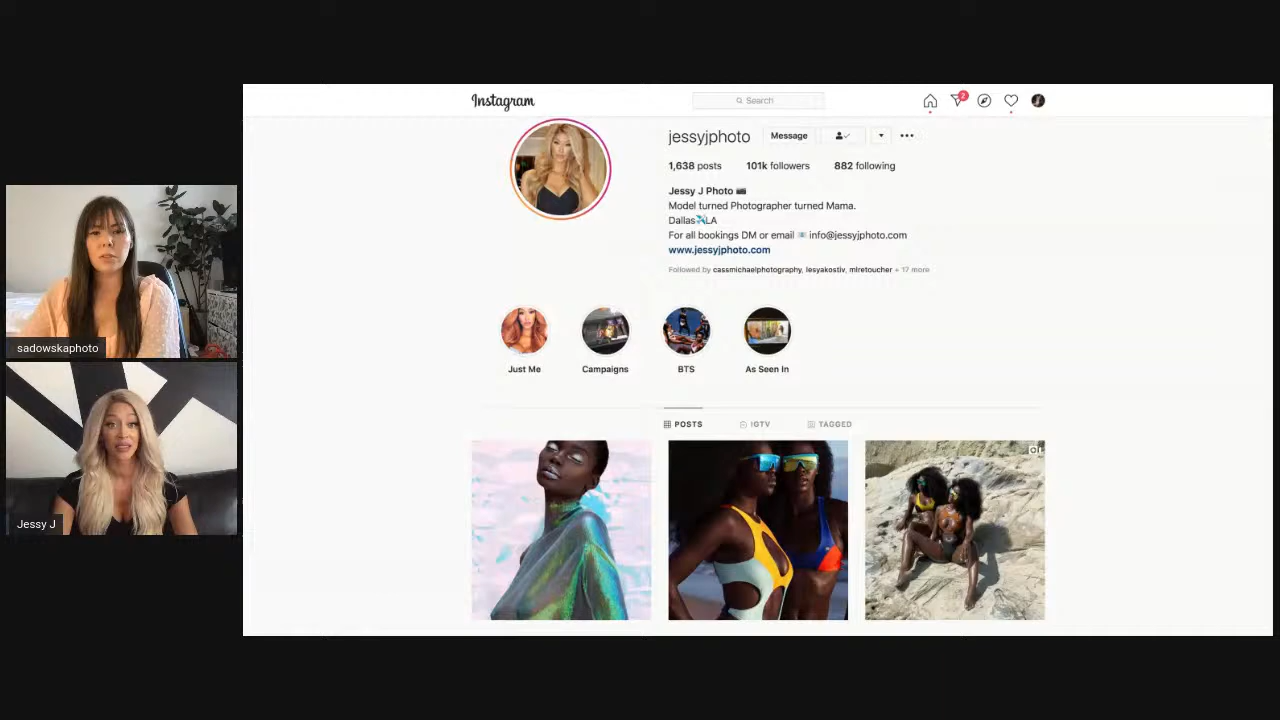 Instagram
Search
2
jessyjphoto
Message
1,638 posts 101k followers 882 following
Jessy J Photo 📷
Model turned Photographer turned Mama.
Dallas✈️LA
For all bookings DM or email 📧 info@jessyjphoto.com
www.jessyjphoto.com
Followed by cassmichaelphotography, lesyakostiv, mlretoucher + 17 more
sadowskaphoto
Just Me Campaigns BTS As Seen In
POSTS IGTV TAGGED
Jessy J